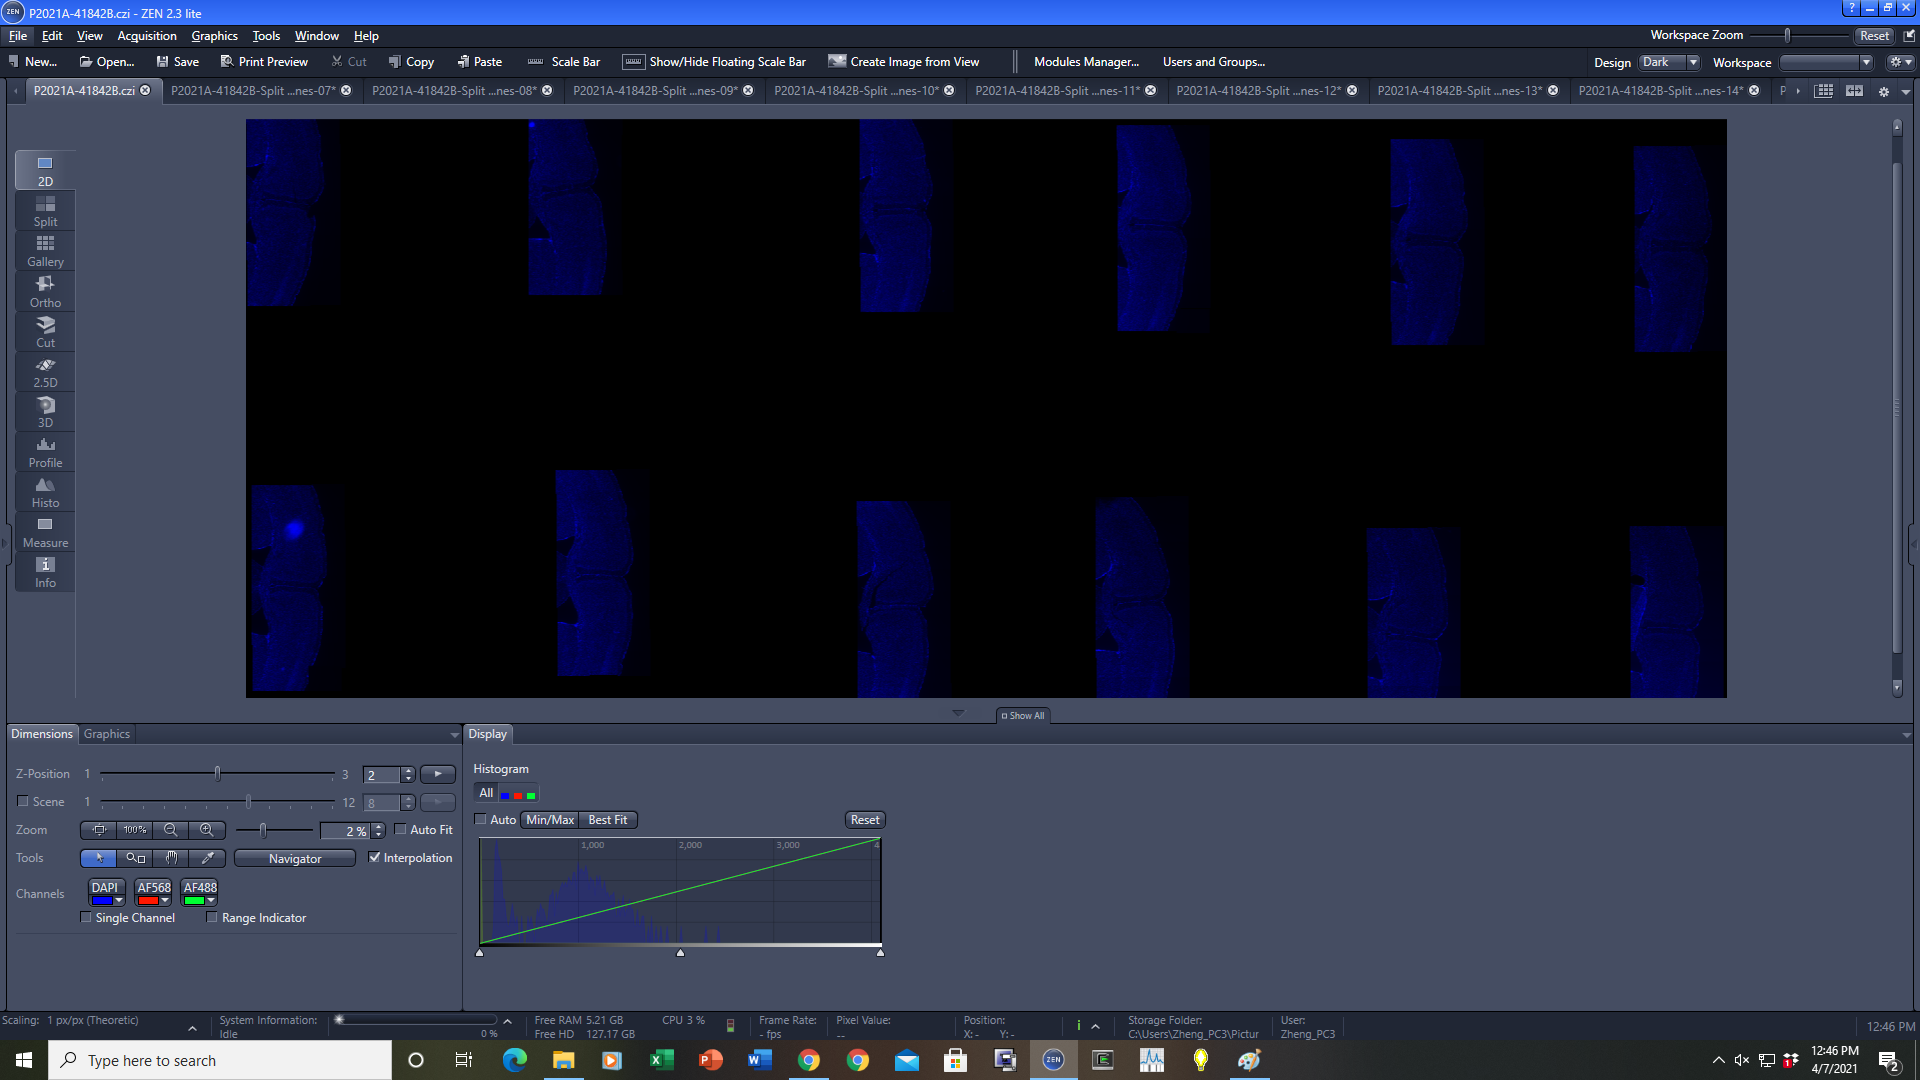 ZEN P2021A-41842B.czi - ZEN 2.3 lite
File Edit View Acquisition Graphics Tools Window Help Workspace Zoom Reset
New... Open... Save Print Preview Cut Copy Paste Scale Bar Show/Hide Floating Scale Bar Create Image from View Modules Manager... Users and Groups... Design Dark Workspace
P2021A-41842B.czi P2021A-41842B-Split ...nes-07* P2021A-41842B-Split ...nes-08* P2021A-41842B-Split ...nes-09* P2021A-41842B-Split ...nes-10* P2021A-41842B-Split ...nes-11* P2021A-41842B-Split ...nes-12* P2021A-41842B-Split ...nes-13* P2021A-41842B-Split ...nes-14* P
2D
Split
Gallery
Ortho
Cut
2.5D
3D
Profile
Histo
Measure
Info
Show All
Dimensions Graphics
Z-Position 1 3 2
Scene 1 12 8
Zoom 100% 2 % Auto Fit
Tools Navigator Interpolation
Channels DAPI AF568 AF488
Single Channel Range Indicator
Display
Histogram
All
Auto Min/Max Best Fit Reset
1,000 2,000 3,000 4
Scaling: 1 px/px (Theoretic) System Information: Idle 0 % Free RAM 5.21 GB Free HD 127.17 GB CPU 3 % Frame Rate: - fps Pixel Value: -- Position: X: - Y: - i Storage Folder: C:\Users\Zheng_PC3\Pictur User: Zheng_PC3 12:46 PM
Type here to search ZEN 12:46 PM
4/7/2021 2